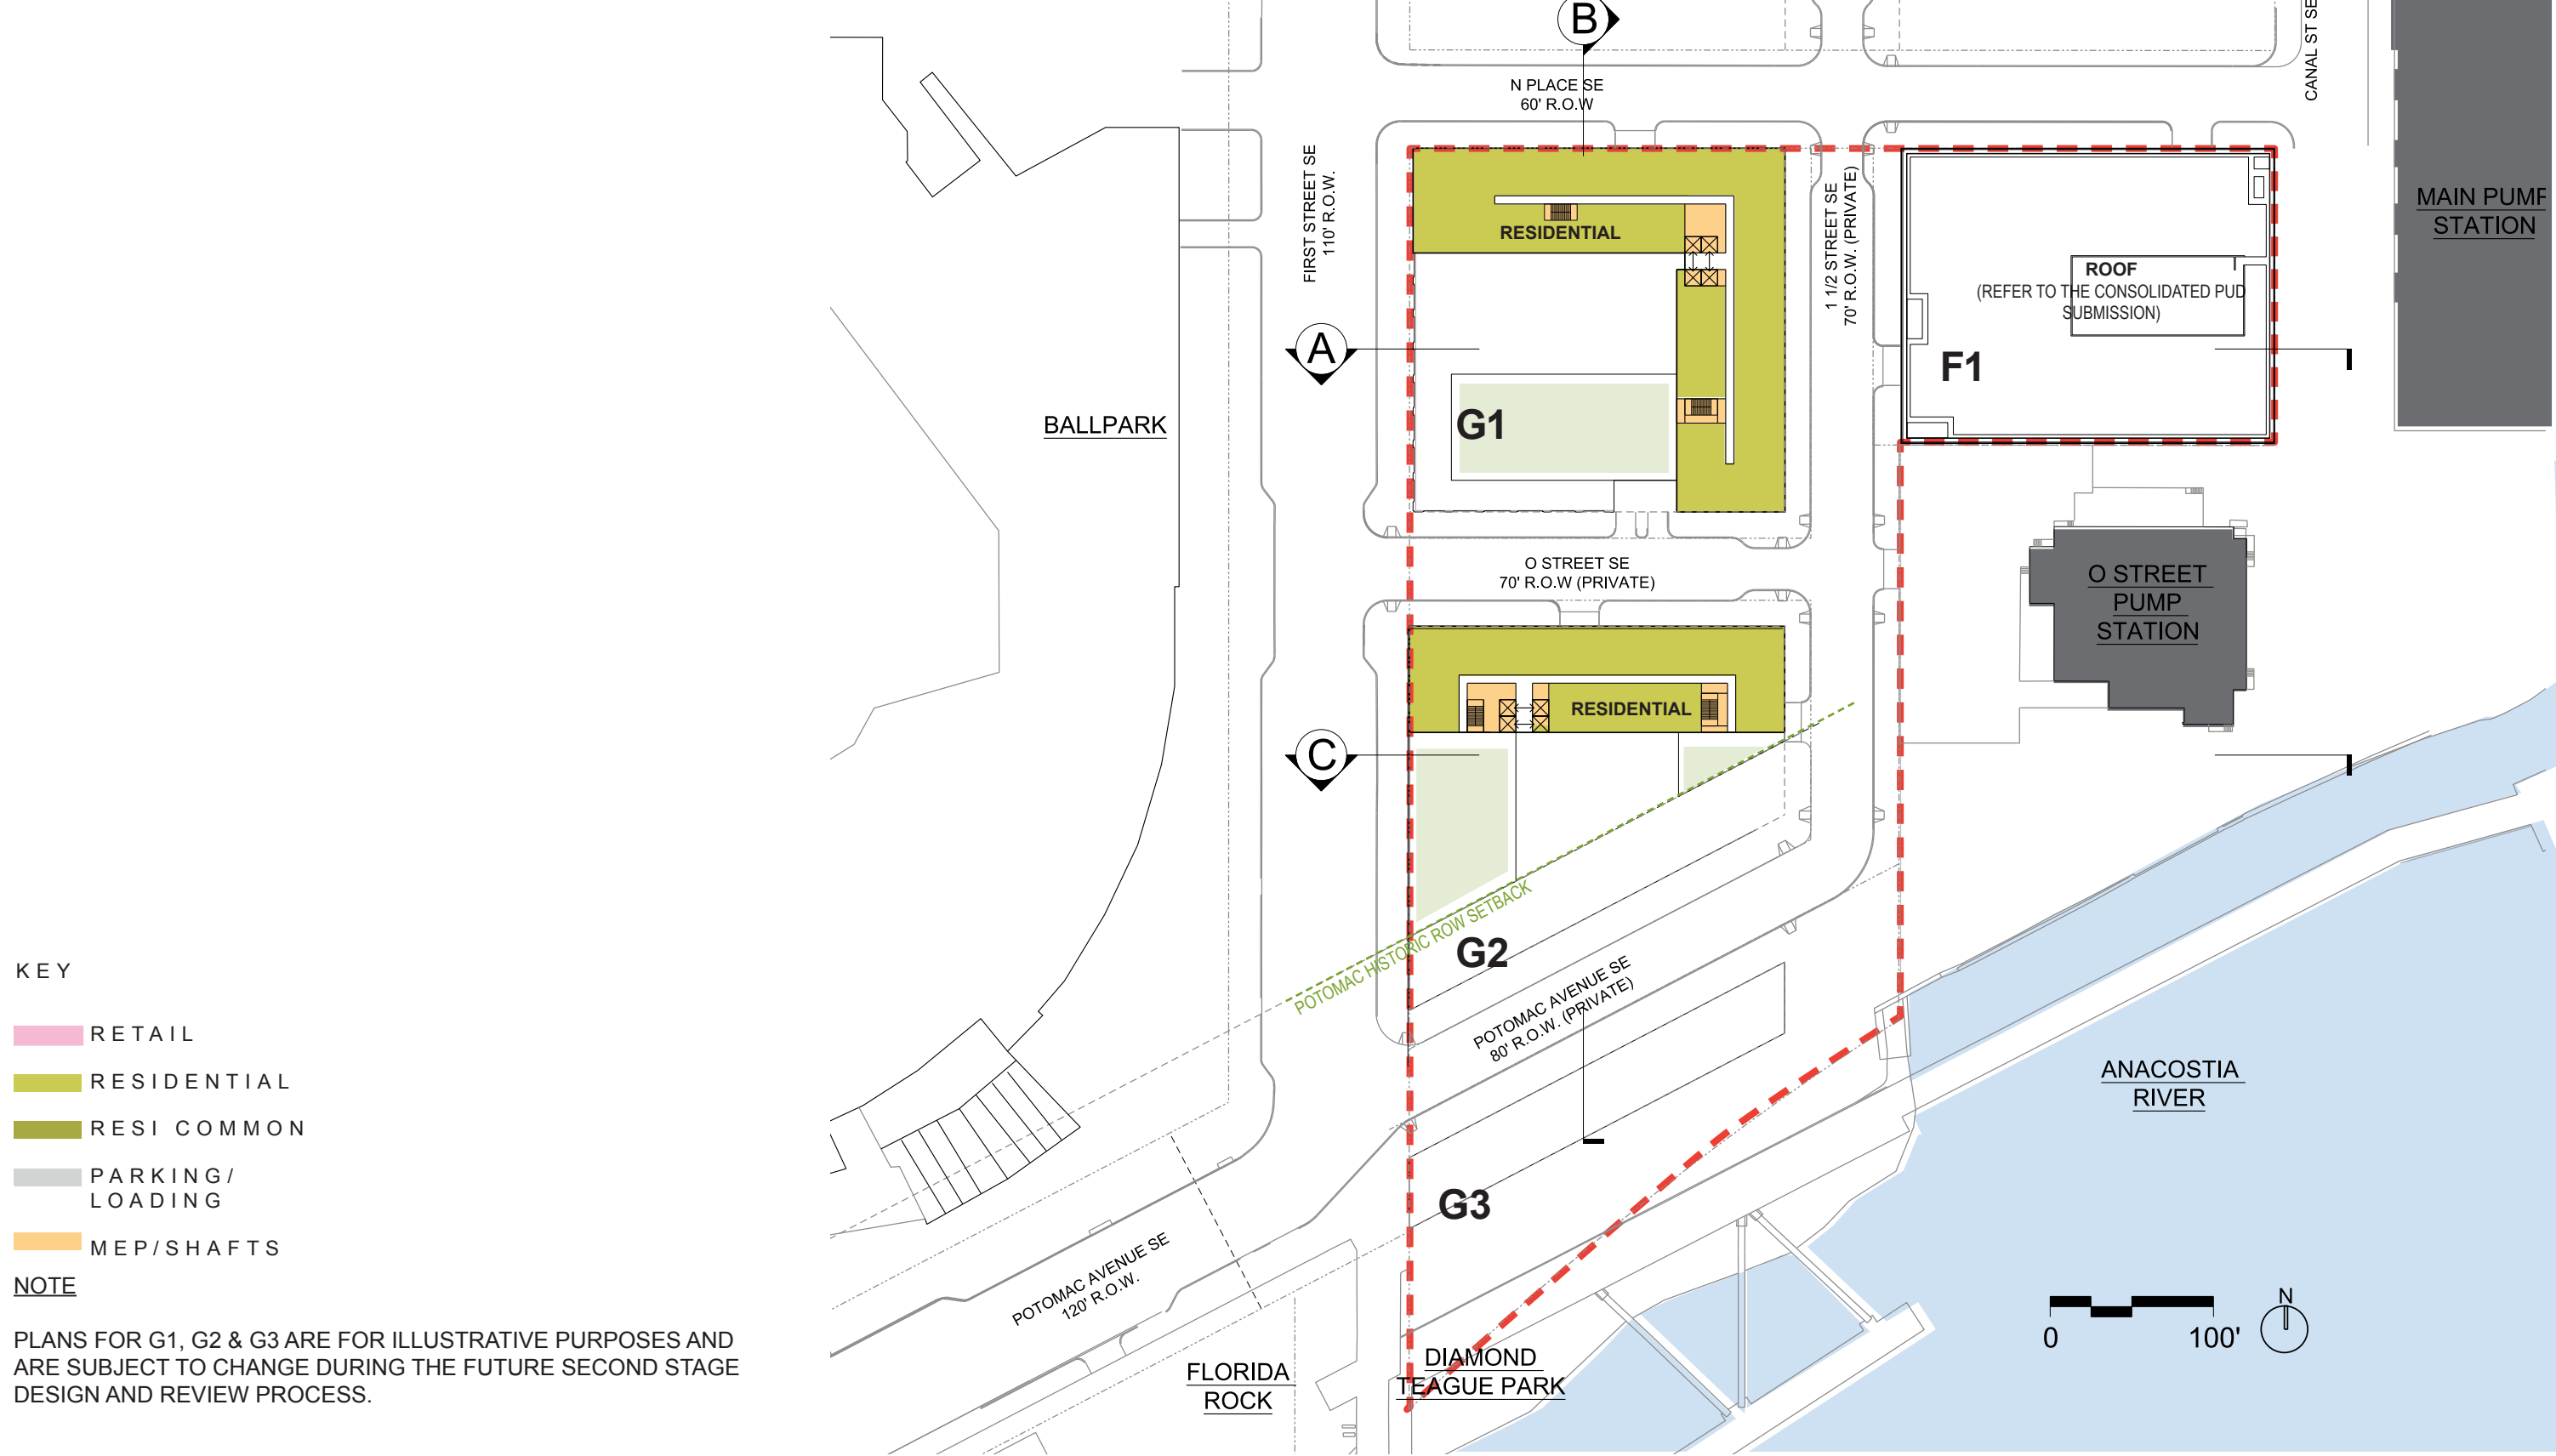 B
CANAL ST SE
N PLACE SE
60' R.O.W
FIRST STREET SE
110' R.O.W.
RESIDENTIAL
1 1/2 STREET SE
70' R.O.W. (PRIVATE)
MAIN PUMP
STATION
ROOF
(REFER TO THE CONSOLIDATED PUD
SUBMISSION)
A
F1
BALLPARK
G1
O STREET SE
70' R.O.W (PRIVATE)
O STREET
PUMP
STATION
RESIDENTIAL
C
POTOMAC HISTORIC ROW SETBACK
G2
POTOMAC AVENUE SE
80' R.O.W. (PRIVATE)
ANACOSTIA
RIVER
G3
POTOMAC AVENUE SE
120' R.O.W.
FLORIDA
ROCK
DIAMOND
TEAGUE PARK
N
0 100'
KEY
RETAIL
RESIDENTIAL
RESI COMMON
PARKING/
LOADING
MEP/SHAFTS
NOTE
PLANS FOR G1, G2 & G3 ARE FOR ILLUSTRATIVE PURPOSES AND
ARE SUBJECT TO CHANGE DURING THE FUTURE SECOND STAGE
DESIGN AND REVIEW PROCESS.